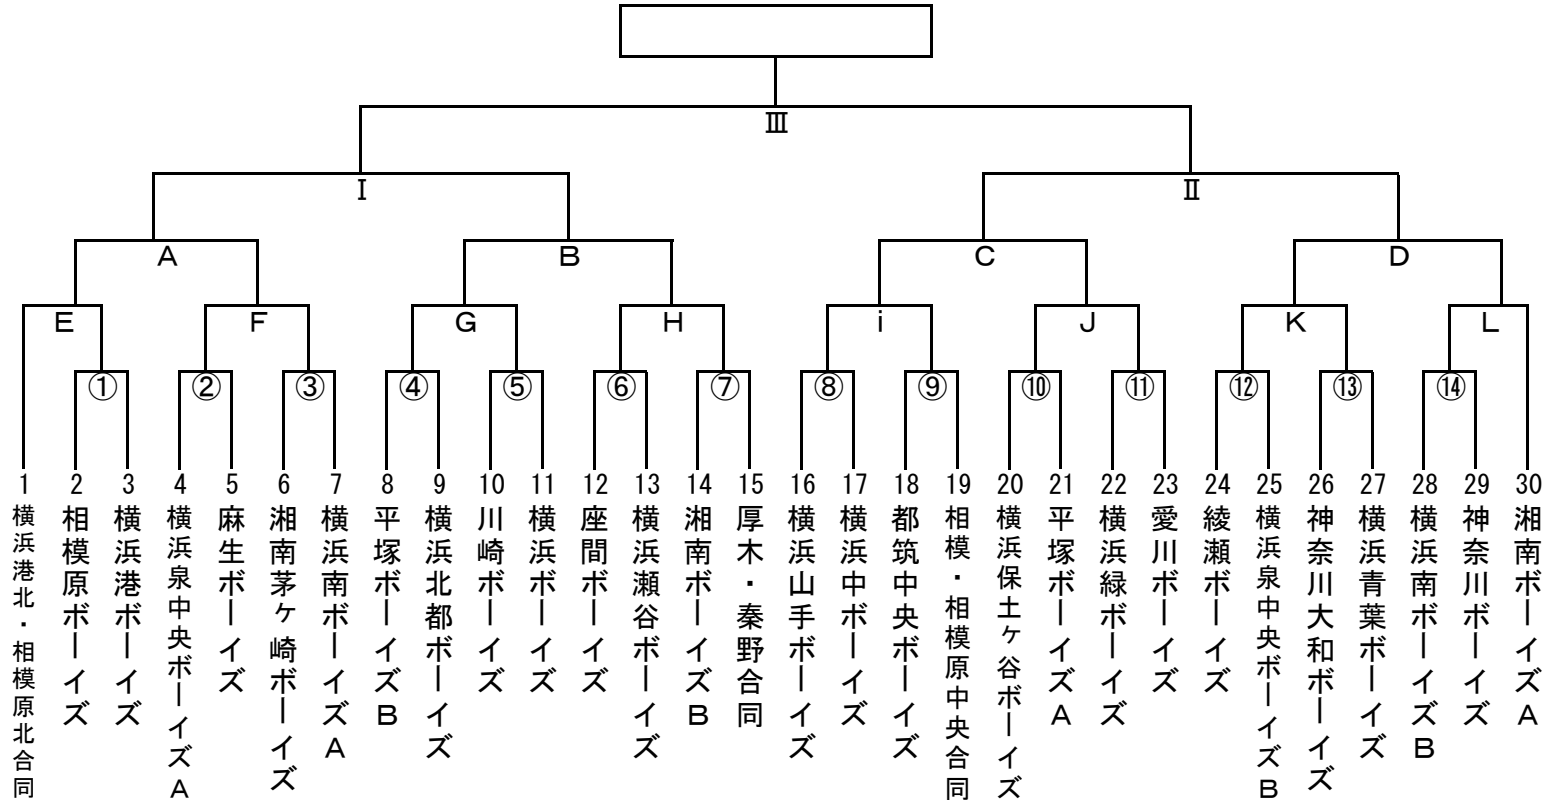 Ⅲ
Ⅰ
Ⅱ
A
B
C
D
E
F
G
H
i
J
K
L
①
②
③
④
⑤
⑥
⑦
⑧
⑨
⑩
⑪
⑫
⑬
⑭
1 横浜港北・相模原北合同
2 相模原ボーイズ
3 横浜港ボーイズ
4 横浜泉中央ボーイズA
5 麻生ボーイズ
6 湘南茅ヶ崎ボーイズ
7 横浜南ボーイズA
8 平塚ボーイズB
9 横浜北都ボーイズ
10 川崎ボーイズ
11 横浜ボーイズ
12 座間ボーイズ
13 横浜瀬谷ボーイズ
14 湘南ボーイズB
15 厚木・秦野合同
16 横浜山手ボーイズ
17 横浜中ボーイズ
18 都筑中央ボーイズ
19 相模・相模原中央合同
20 横浜保土ヶ谷ボーイズ
21 平塚ボーイズA
22 横浜緑ボーイズ
23 愛川ボーイズ
24 綾瀬ボーイズ
25 横浜泉中央ボーイズB
26 神奈川大和ボーイズ
27 横浜青葉ボーイズ
28 横浜南ボーイズB
29 神奈川ボーイズ
30 湘南ボーイズA